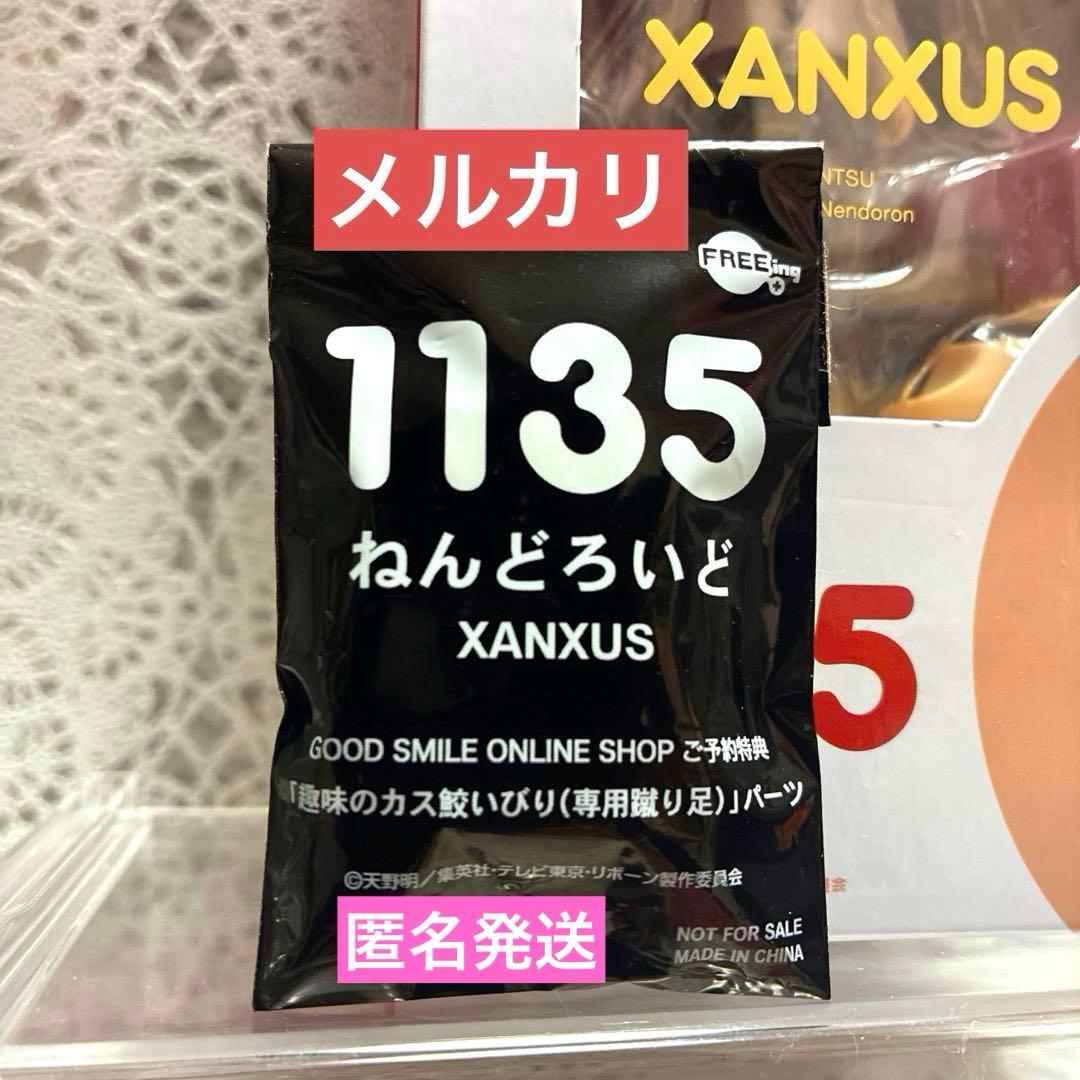 XANXUS
NTSU
Nendoron
メルカリ
FREEing
1135
ねんどろいど
XANXUS
5
GOOD SMILE ONLINE SHOP ご予約特典
「趣味のカス鮫いびり(専用蹴り足)」パーツ
©天野明／集英社・テレビ東京・リボーン製作委員会
員会
匿名発送
NOT FOR SALE
MADE IN CHINA